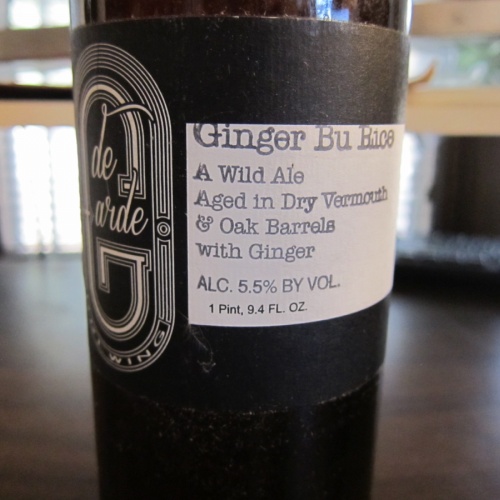 de
Garde
BREWING
Ginger Bu Rice
A Wild Ale
Aged in Dry Vermouth
& Oak Barrels
with Ginger
ALC. 5.5% BY VOL.
1 Pint, 9.4 FL. OZ.